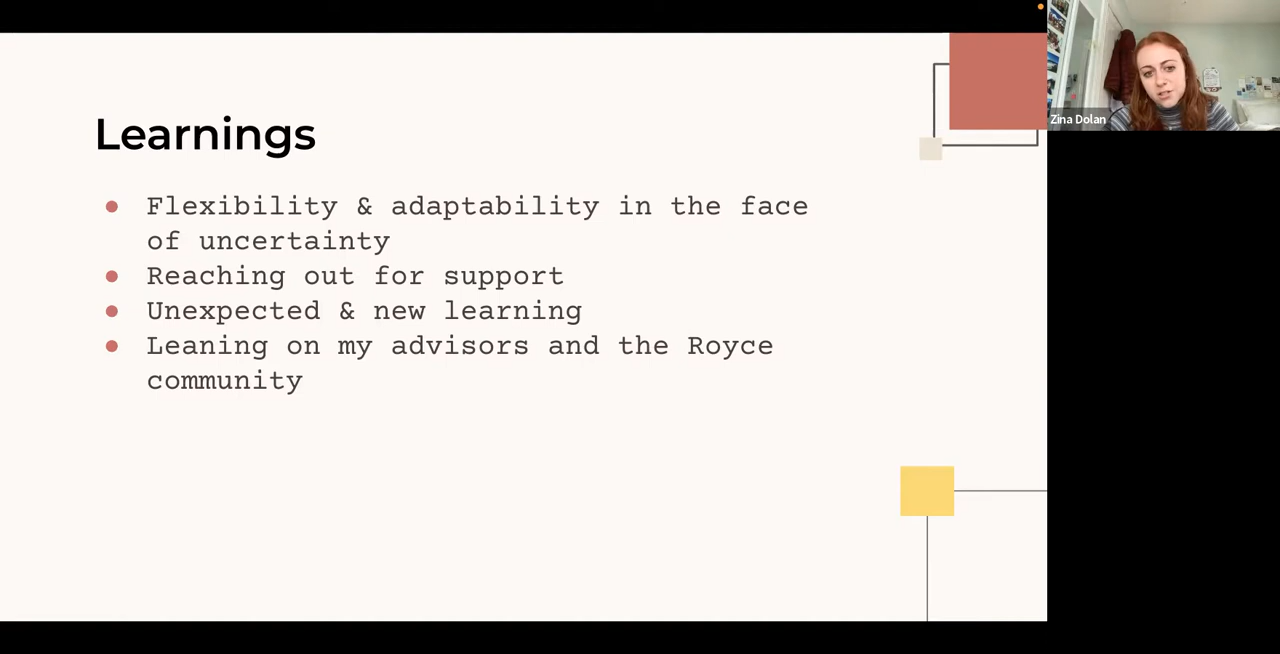 Learnings
● Flexibility & adaptability in the face
of uncertainty
● Reaching out for support
● Unexpected & new learning
● Leaning on my advisors and the Royce
community
Zina Dolan